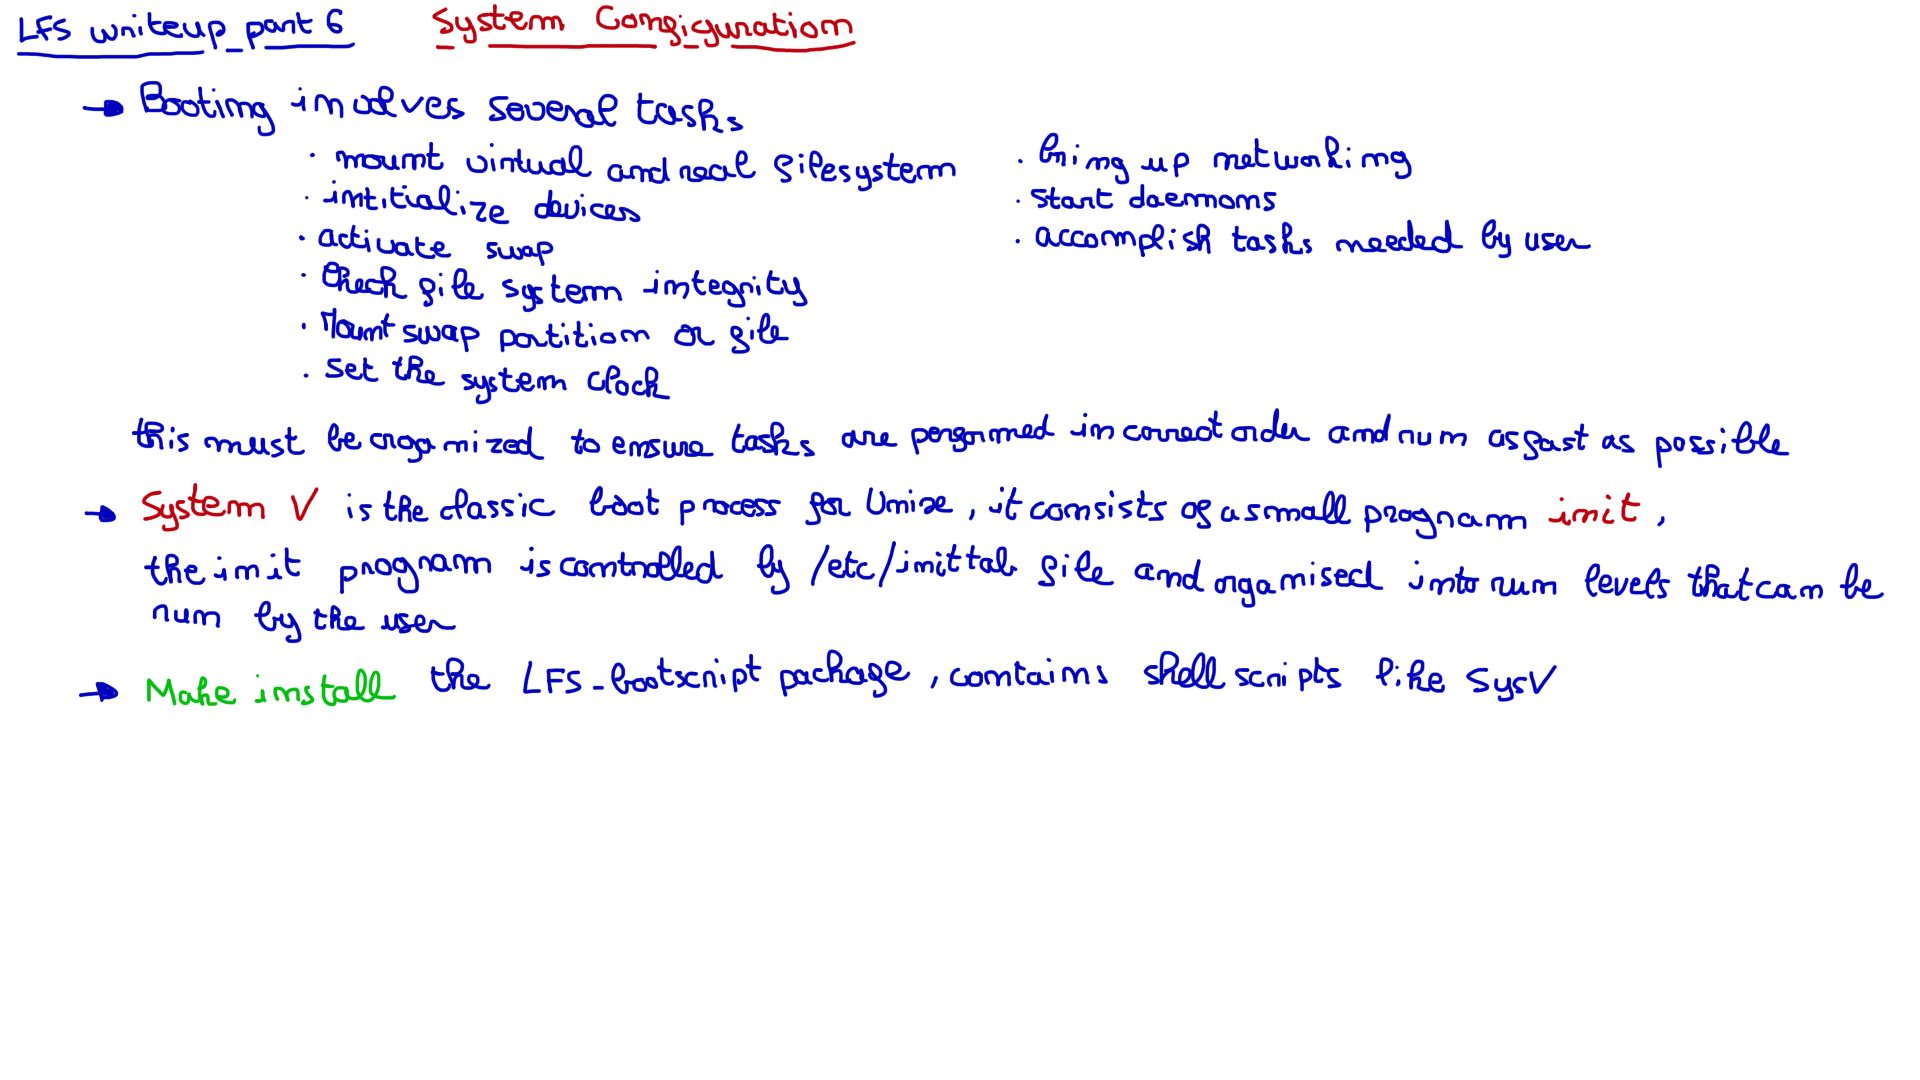 LFS writeup part 6 System Configuration
→ Booting involves several tasks
· mount virtual and real filesystem
· intitialize devices
· activate swap
· Check file system integrity
· Mount swap partition or file
· set the system clock
· bring up networking
· start daemons
· accomplish tasks needed by user
this must be organized to ensure tasks are performed in correct order and run as fast as possible
→ System V is the classic boot process for Unix, it consists of a small program init,
the init program is controlled by /etc/inittab file and organised into run levels that can be
run by the user
→ Make install the LFS-bootscript package, contains shell scripts like SysV